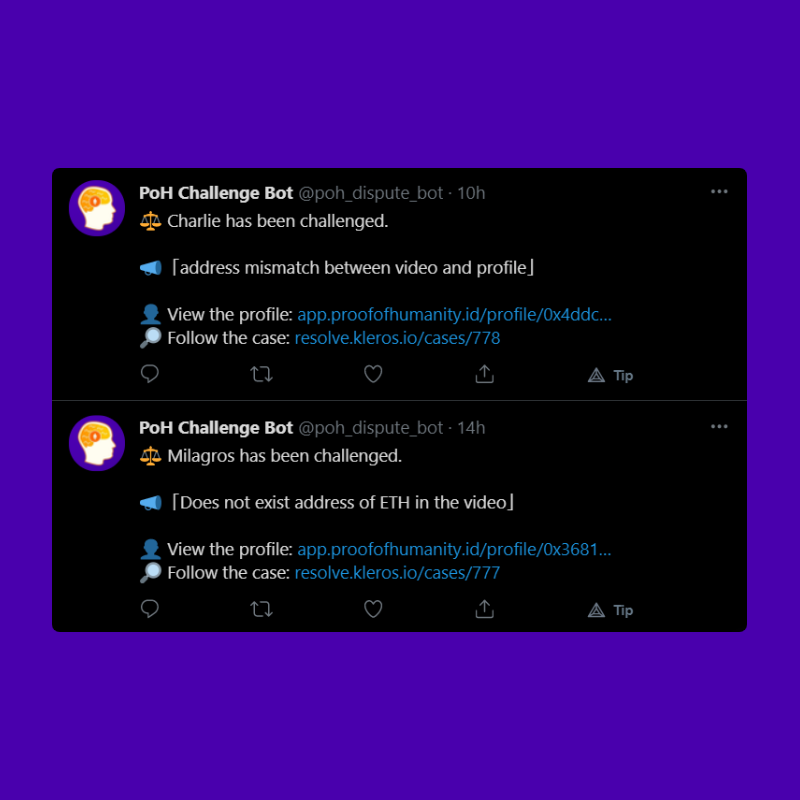 PoH Challenge Bot @poh_dispute_bot · 10h
⚖️ Charlie has been challenged.
📣 ⌈address mismatch between video and profile⌋
👤 View the profile: app.proofofhumanity.id/profile/0x4ddc...
🔎 Follow the case: resolve.kleros.io/cases/778
Tip
PoH Challenge Bot @poh_dispute_bot · 14h
⚖️ Milagros has been challenged.
📣 ⌈Does not exist address of ETH in the video⌋
👤 View the profile: app.proofofhumanity.id/profile/0x3681...
🔎 Follow the case: resolve.kleros.io/cases/777
Tip